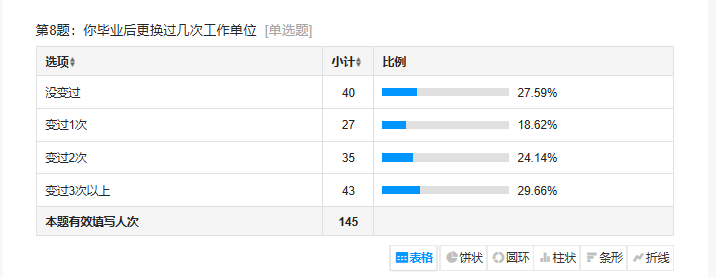 第8题：你毕业后更换过几次工作单位 [单选题]
选项 小计 比例
没变过 40 27.59%
变过1次 27 18.62%
变过2次 35 24.14%
变过3次以上 43 29.66%
本题有效填写人次 145
表格 饼状 圆环 柱状 条形 折线